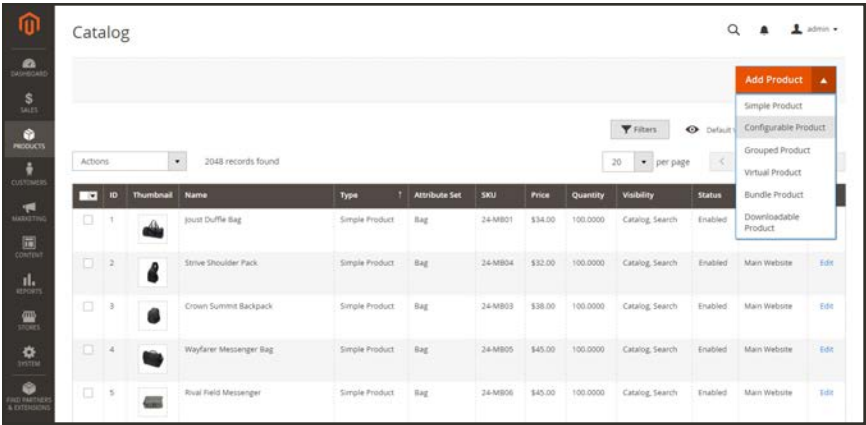 Catalog
admin
DASHBOARD
SALES
PRODUCTS
CUSTOMERS
MARKETING
CONTENT
REPORTS
STORES
SYSTEM
FIND PARTNERS
& EXTENSIONS
Add Product
Simple Product
Configurable Product
Grouped Product
Virtual Product
Bundle Product
Downloadable
Product
Filters
Default
Actions
2048 records found
20
per page
ID Thumbnail Name Type ↑ Attribute Set SKU Price Quantity Visibility Status
1 Joust Duffle Bag Simple Product Bag 24-MB01 $34.00 100.0000 Catalog, Search Enabled
2 Strive Shoulder Pack Simple Product Bag 24-MB04 $32.00 100.0000 Catalog, Search Enabled Main Website Edit
3 Crown Summit Backpack Simple Product Bag 24-MB03 $38.00 100.0000 Catalog, Search Enabled Main Website Edit
4 Wayfarer Messenger Bag Simple Product Bag 24-MB05 $45.00 100.0000 Catalog, Search Enabled Main Website Edit
5 Rival Field Messenger Simple Product Bag 24-MB06 $45.00 100.0000 Catalog, Search Enabled Main Website Edit